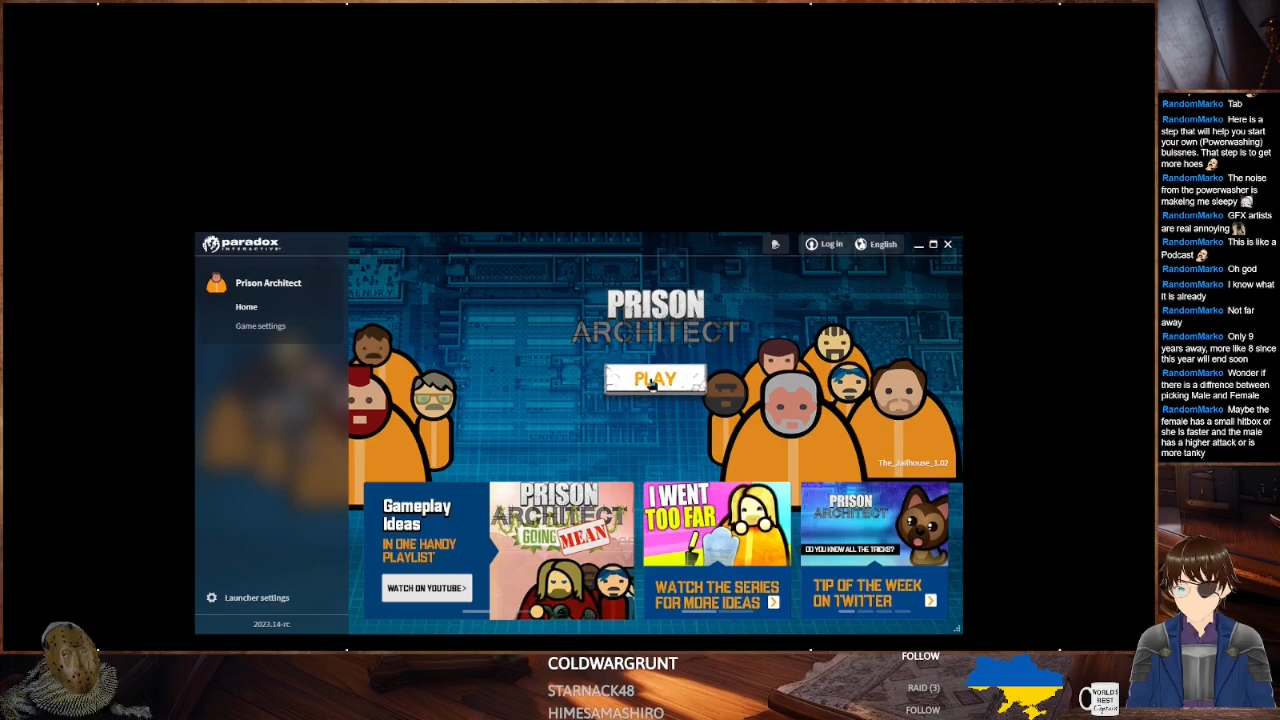 paradox
INTERACTIVE
Log in
English
Prison Architect
Home
Game settings
PRISON
ARCHITECT
PLAY
The_Jailhouse_1.02
Gameplay
Ideas
IN ONE HANDY
PLAYLIST
WATCH ON YOUTUBE>
PRISON
ARCHITECT
GOING
MEAN
I WENT
TOO FAR
WATCH THE SERIES
FOR MORE IDEAS
PRISON
ARCHITECT
DO YOU KNOW ALL THE TRICKS?
TIP OF THE WEEK
ON TWITTER
Launcher settings
2023.14-rc
RandomMarko Tab
RandomMarko Here is a
step that will help you start
your own (Powerwashing)
buissnes. That step is to get
more hoes
RandomMarko The noise
from the powerwasher is
makeing me sleepy
RandomMarko GFX artists
are real annoying
RandomMarko This is like a
Podcast
RandomMarko Oh god
RandomMarko I know what
it is already
RandomMarko Not far
away
RandomMarko Only 9
years away, more like 8 since
this year will end soon
RandomMarko Wonder if
there is a diffrence between
picking Male and Female
RandomMarko Maybe the
female has a small hitbox or
she is faster and the male
has a higher attack or is
more tanky
COLDWARGRUNT
FOLLOW
STARNACK48
RAID (3)
HIMESAMASHIRO
FOLLOW
WORLD'S
BEST
Captain